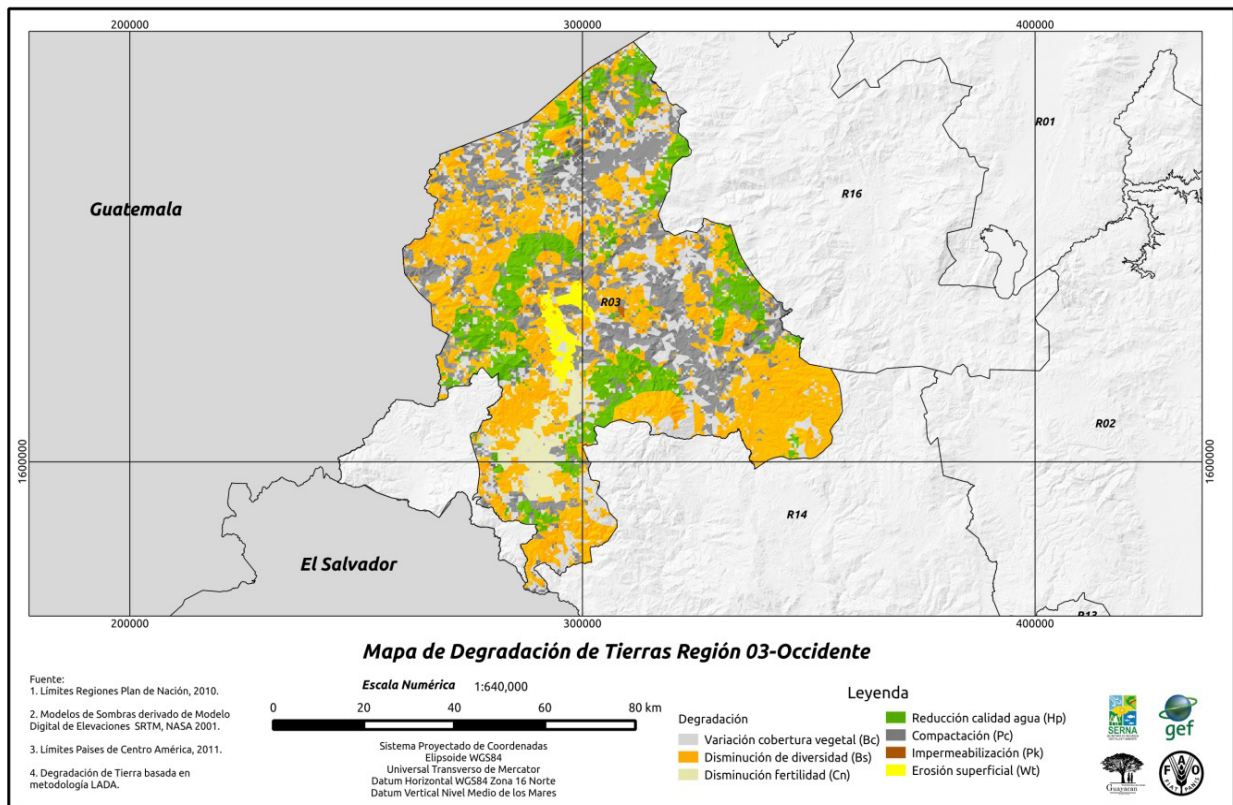 200000
300000
400000
Guatemala
R01
R16
R03
R02
1600000
1600000
R14
El Salvador
R13
200000
300000
400000
Mapa de Degradación de Tierras Región 03-Occidente
Fuente:
1. Límites Regiones Plan de Nación, 2010.
2. Modelos de Sombras derivado de Modelo
Digital de Elevaciones SRTM, NASA 2001.
3. Límites Paises de Centro América, 2011.
4. Degradación de Tierra basada en
metodología LADA.
Escala Numérica 1:640,000
0 20 40 60 80 km
Sistema Proyectado de Coordenadas
Elipsoide WGS84
Universal Transverso de Mercator
Datum Horizontal WGS84 Zona 16 Norte
Datum Vertical Nivel Medio de los Mares
Leyenda
Degradación
Variación cobertura vegetal (Bc)
Disminución de diversidad (Bs)
Disminución fertilidad (Cn)
Reducción calidad agua (Hp)
Compactación (Pc)
Impermeabilización (Pk)
Erosión superficial (Wt)
SERNA
gef
Guayacán
FAO
FIAT PANIS